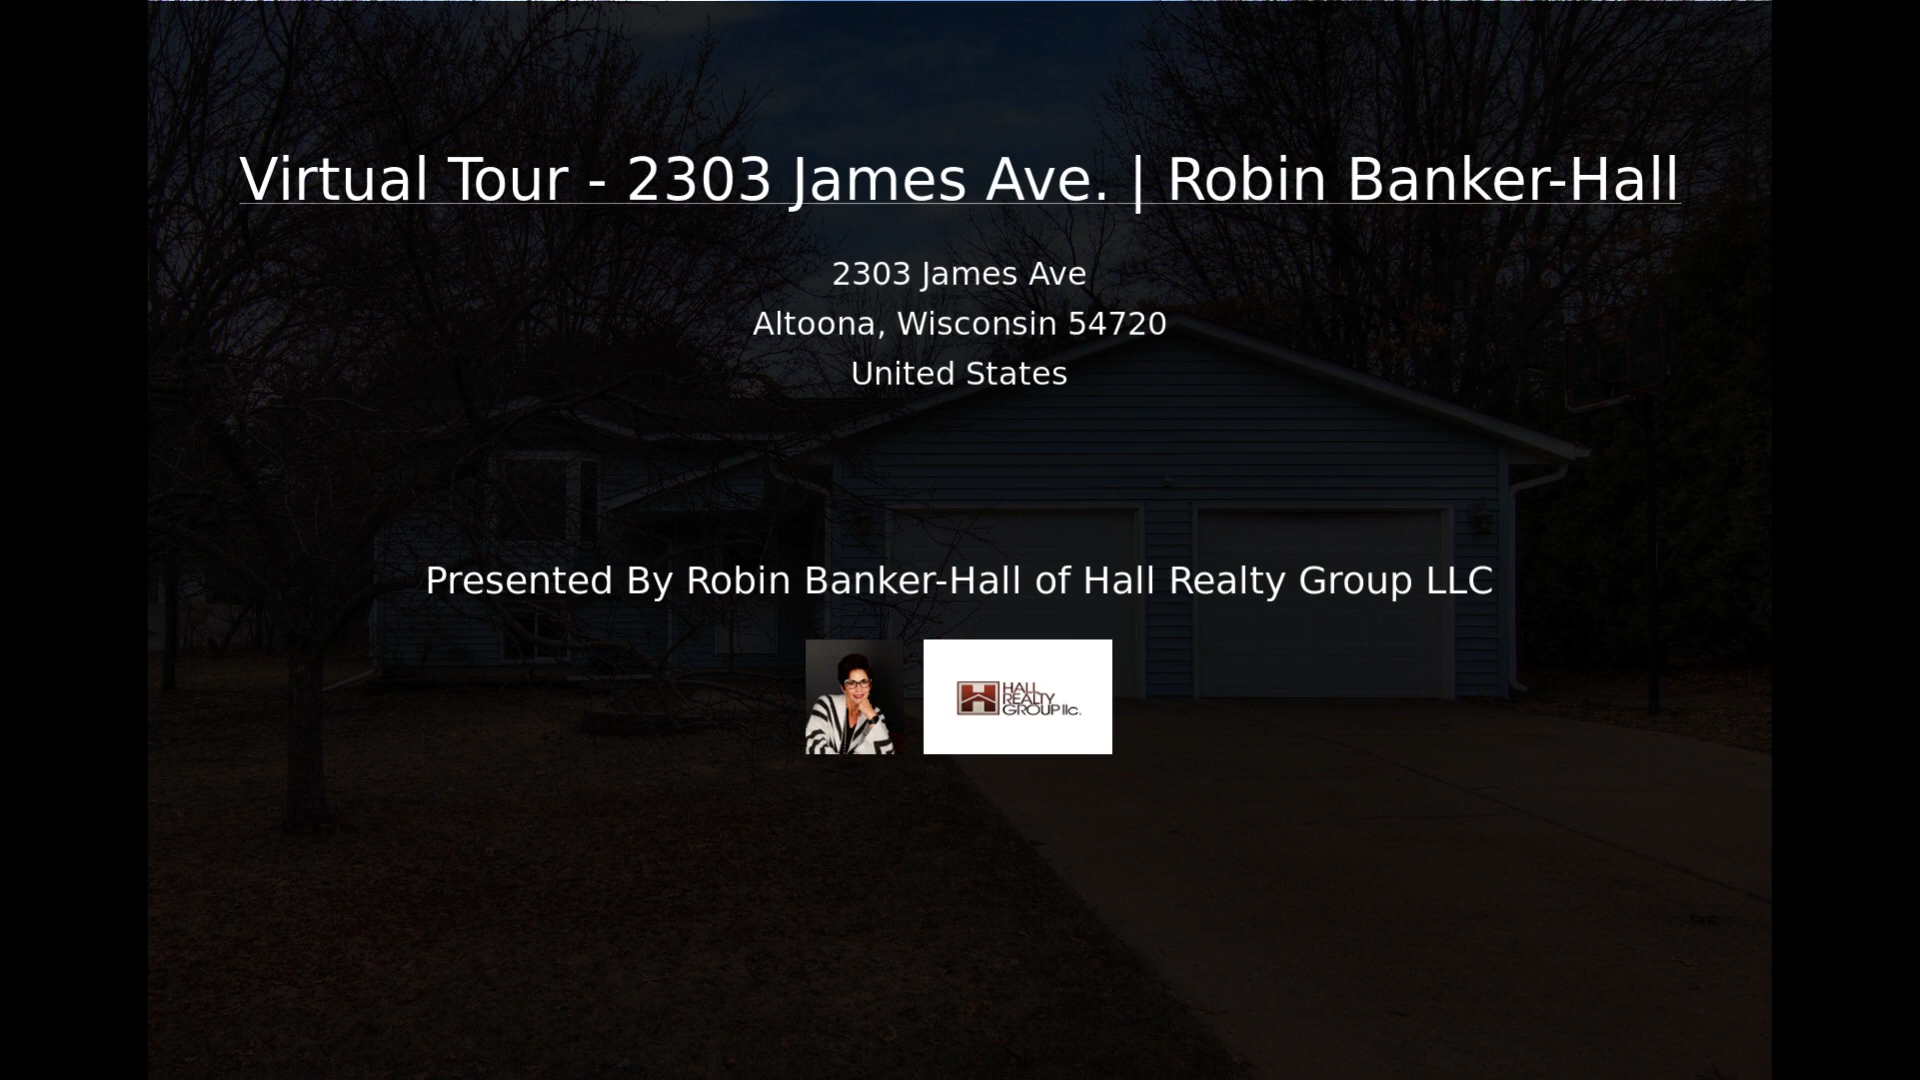 Virtual Tour - 2303 James Ave. | Robin Banker-Hall
2303 James Ave
Altoona, Wisconsin 54720
United States
Presented By Robin Banker-Hall of Hall Realty Group LLC
HALL
REALTY
GROUP llc.